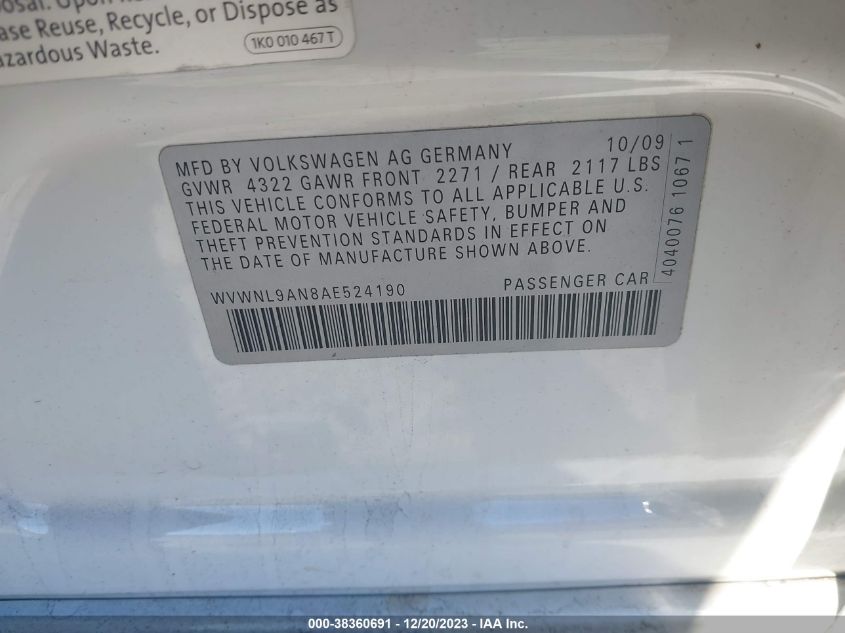 ase Reuse, Recycle, or Dispose as
azardous Waste.
1K0 010 467 T
MFD BY VOLKSWAGEN AG GERMANY 10/09
GVWR 4322 GAWR FRONT 2271 / REAR 2117 LBS
THIS VEHICLE CONFORMS TO ALL APPLICABLE U.S.
FEDERAL MOTOR VEHICLE SAFETY, BUMPER AND
THEFT PREVENTION STANDARDS IN EFFECT ON
THE DATE OF MANUFACTURE SHOWN ABOVE.
WVWNL9AN8AE524190 PASSENGER CAR
4040076 1067 1
000-38360691 - 12/20/2023 - IAA Inc.